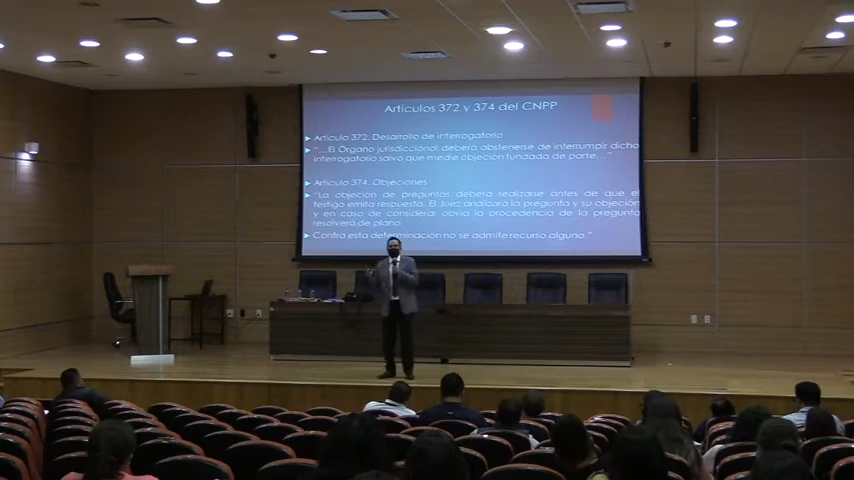 Artículos 372 y 374 del CNPP
Artículo 372. Desarrollo de interrogatorio
"... El Órgano jurisdiccional deberá abstenerse de interrumpir dicho
interrogatorio salvo que medie objeción fundada de parte..."
Artículo 374. Objeciones
"La objeción de preguntas deberá realizarse antes de que el
testigo emita respuesta. El Juez analizará la pregunta y su objeción
y en caso de considerar obvia la procedencia de la pregunta
resolverá de plano.
Contra esta determinación no se admite recurso alguno."